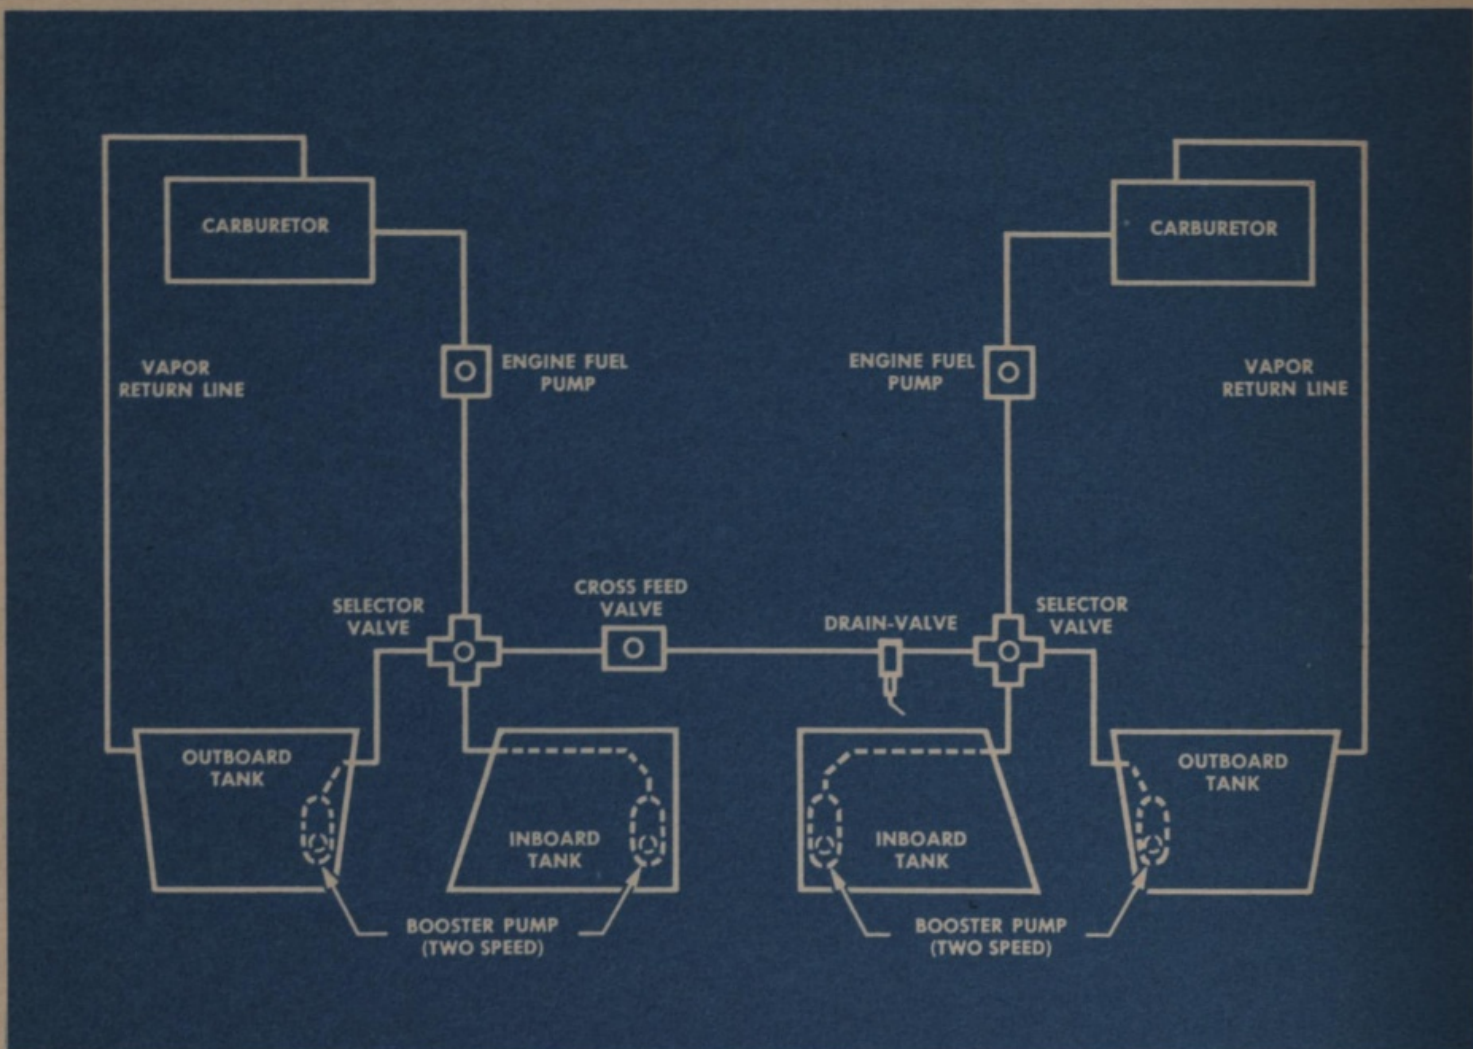 CARBURETOR
CARBURETOR
VAPOR
RETURN LINE
ENGINE FUEL
PUMP
ENGINE FUEL
PUMP
VAPOR
RETURN LINE
SELECTOR
VALVE
CROSS FEED
VALVE
DRAIN-VALVE
SELECTOR
VALVE
OUTBOARD
TANK
INBOARD
TANK
INBOARD
TANK
OUTBOARD
TANK
BOOSTER PUMP
(TWO SPEED)
BOOSTER PUMP
(TWO SPEED)